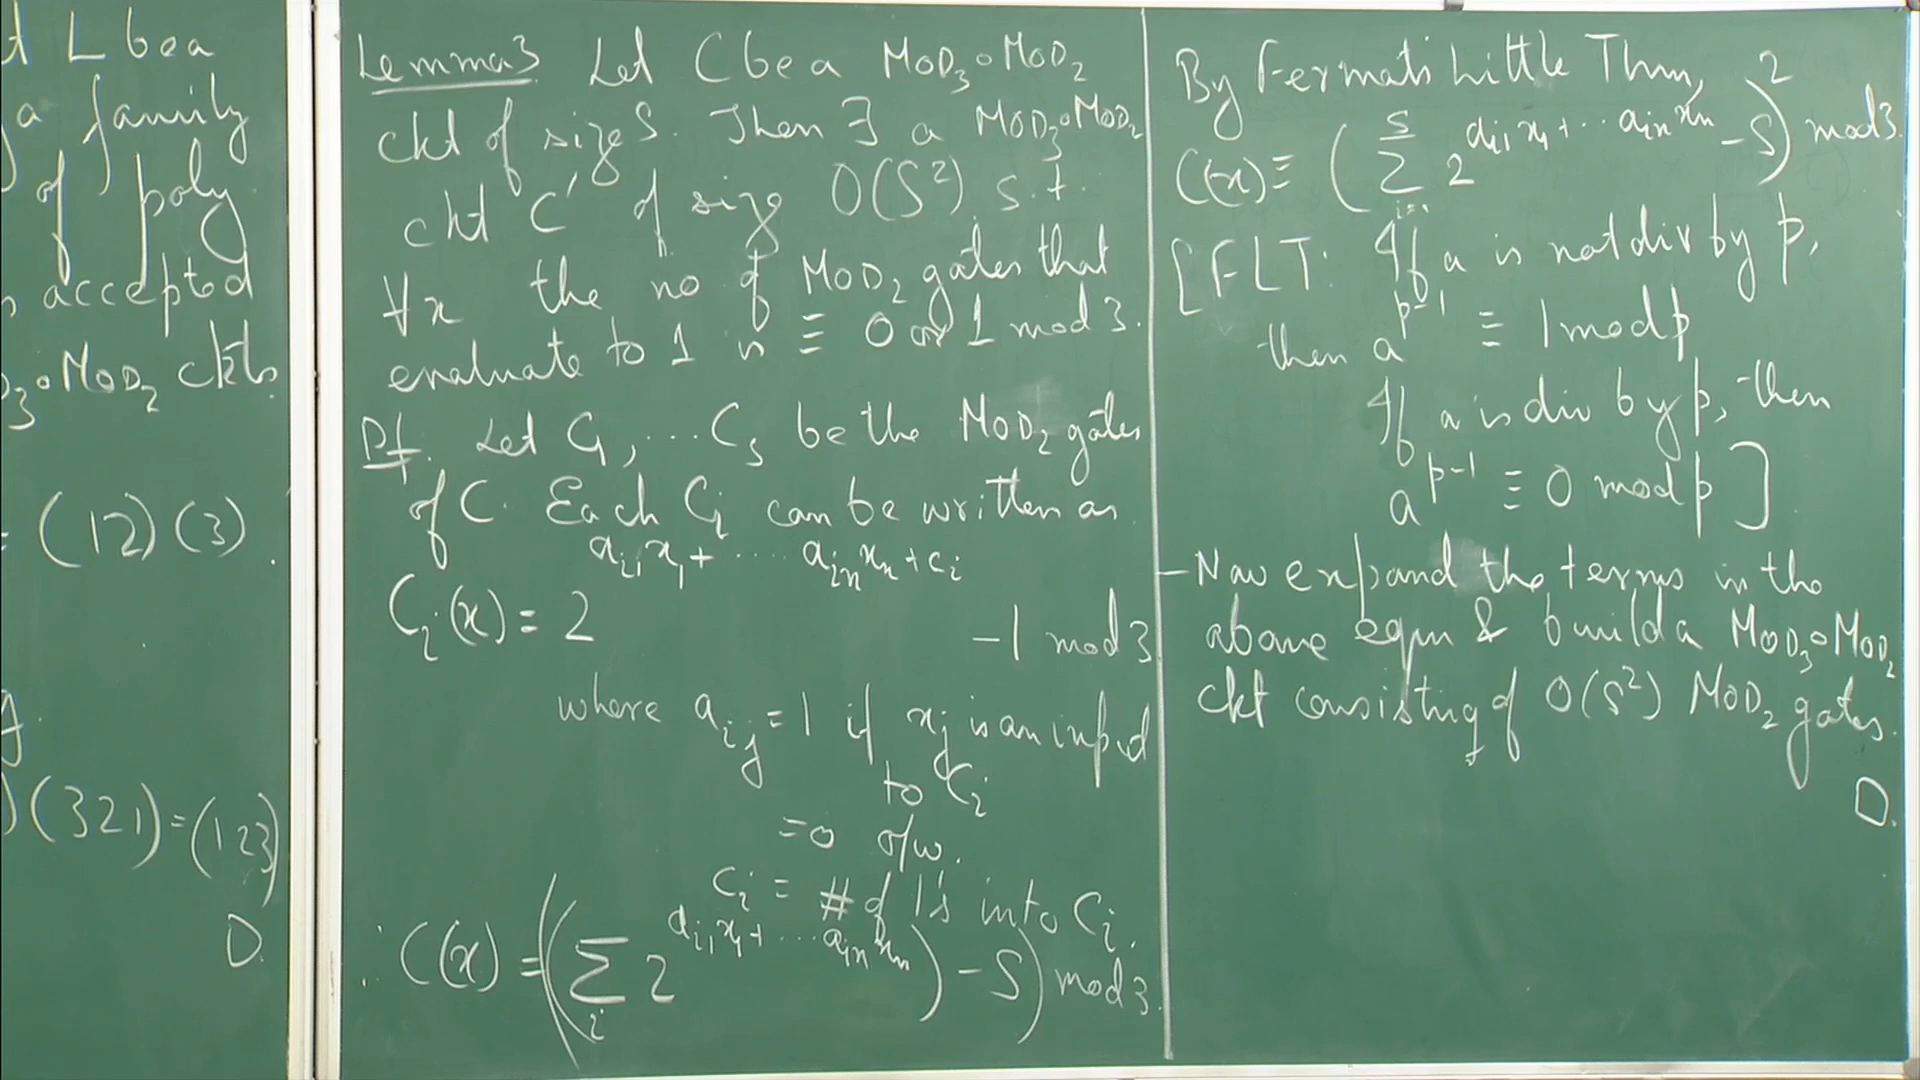 t L be a
a family
of poly
accepted
3∘MOD₂ ckts.
= (12)(3).
)(321)=(123)
□
Lemma 3 Let C be a MOD₃∘MOD₂
ckt of size S. Then ∃ a MOD₃∘MOD₂
ckt C' of size O(S²) s.t.
∀x the no of MOD₂ gates that
evaluate to 1 is ≡ 0 or 1 mod 3.
Pf. Let C₁, ... Cₛ be the MOD₂ gates
of C. Each Cᵢ can be written as
Cᵢ(x) = 2^{aᵢ₁x₁+ ..... aᵢₙxₙ+cᵢ} -1 mod 3
where aᵢⱼ = 1 if xⱼ is an input
to Cᵢ
=0 o/w.
cᵢ = # of 1's into Cᵢ.
∴ C(x) = ((∑ᵢ 2^{aᵢ₁x₁+ ... aᵢₙxₙ}) - S) mod 3.
By Fermat's Little Thm,
C(x) ≡ (∑_{i=1}^{S} 2^{aᵢ₁x₁+ ... aᵢₙxₙ} - S)² mod 3.
[FLT: If a is not div by p,
then a^{p-1} ≡ 1 mod p
If a is div by p, then
a^{p-1} ≡ 0 mod p]
- Now expand the terms in the
above eqn & build a MOD₃∘MOD₂
ckt consisting of O(S²) MOD₂ gates.
□.